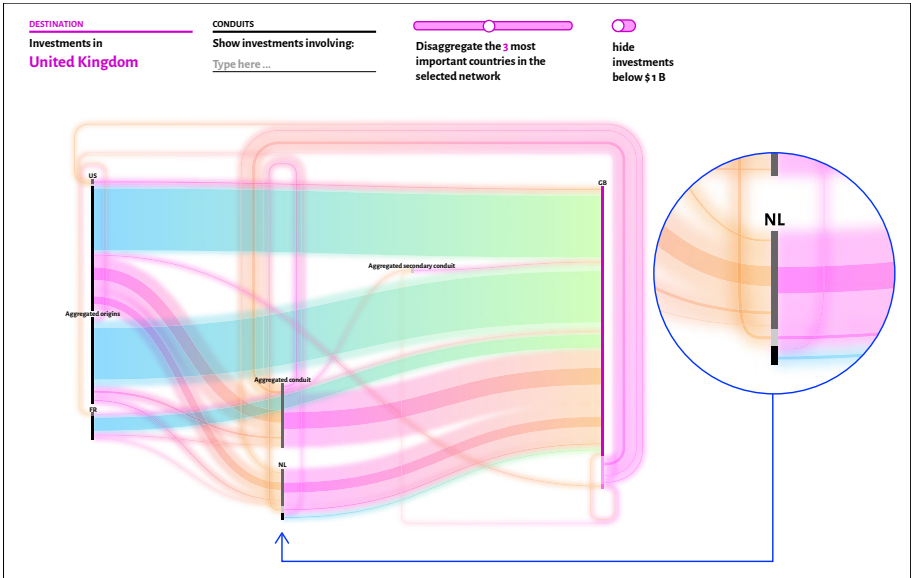 DESTINATION
Investments in
United Kingdom
CONDUITS
Show investments involving:
Type here ...
Disaggregate the 3 most
important countries in the
selected network
hide
investments
below $ 1 B
US
GB
NL
Aggregated secondary conduit
Aggregated origins
Aggregated conduit
FR
NL